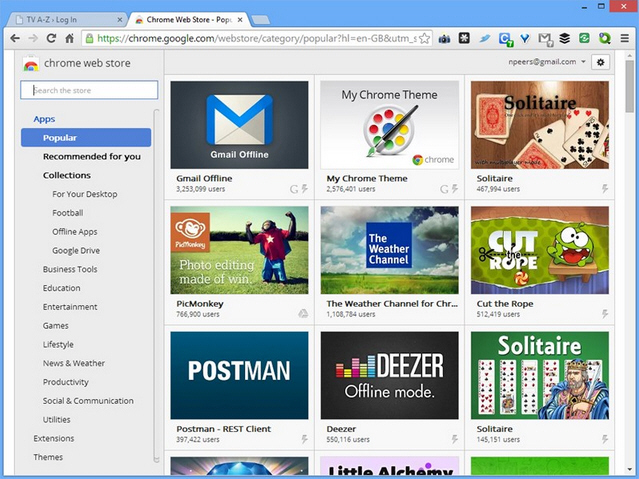 TV A-Z › Log In
Chrome Web Store - Popu
https://chrome.google.com/webstore/category/popular?hl=en-GB&utm_s
chrome web store
npeers@gmail.com
Search the store
Apps
Popular
Recommended for you
Collections
For Your Desktop
Football
Offline Apps
Google Drive
Business Tools
Education
Entertainment
Games
Lifestyle
News & Weather
Productivity
Social & Communication
Utilities
Extensions
Themes
Gmail Offline
Gmail Offline
3,253,099 users
My Chrome Theme
chrome
My Chrome Theme
2,576,401 users
Solitaire
with multiplayer mode
Solitaire
467,994 users
PicMonkey
Photo editing
made of win.
PicMonkey
766,900 users
The
Weather
Channel
The Weather Channel for Chr...
1,108,784 users
CUT
the
ROPE
Cut the Rope
512,419 users
POSTMAN
Postman - REST Client
397,422 users
DEEZER
Offline mode.
Deezer
550,116 users
Solitaire
Solitaire
145,151 users
Little Alchemy